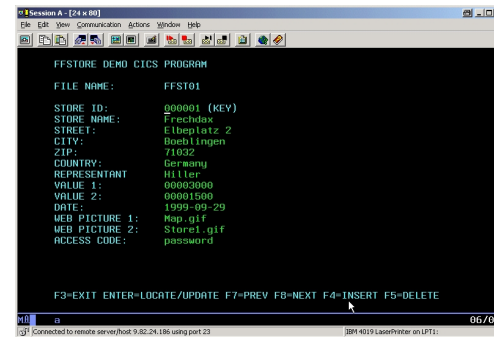 Session A - [24 x 80]
File Edit View Communication Actions Window Help
FFSTORE DEMO CICS PROGRAM
FILE NAME: FFST01
STORE ID: 000001 (KEY)
STORE NAME: Frechdax
STREET: Elbeplatz 2
CITY: Boeblingen
ZIP: 71032
COUNTRY: Germany
REPRESENTANT Hiller
VALUE 1: 00003000
VALUE 2: 00001500
DATE: 1999-09-29
WEB PICTURE 1: Map.gif
WEB PICTURE 2: Store1.gif
ACCESS CODE: password
F3=EXIT ENTER=LOCATE/UPDATE F7=PREV F8=NEXT F4=INSERT F5=DELETE
a 06/0
Connected to remote server/host 9.82.24.186 using port 23 IBM 4019 LaserPrinter on LPT1: